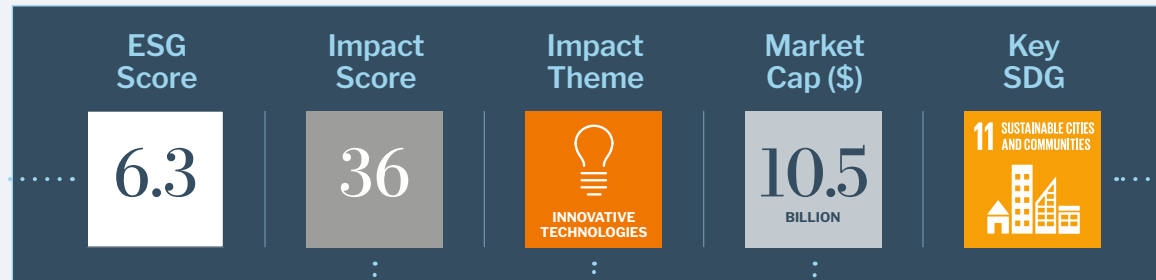 ESG
Score
Impact
Score
Impact
Theme
Market
Cap ($)
Key
SDG
6.3
36
INNOVATIVE
TECHNOLOGIES
10.5
BILLION
11 SUSTAINABLE CITIES
AND COMMUNITIES